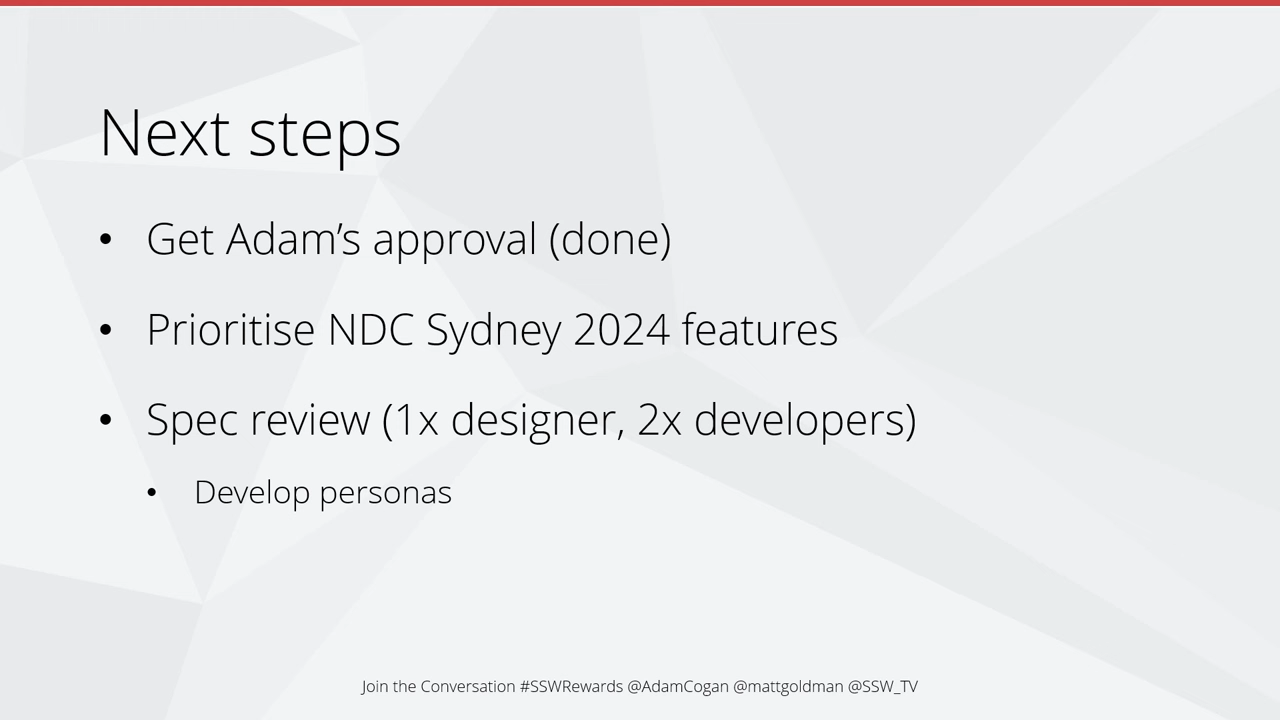 Next steps
• Get Adam’s approval (done)
• Prioritise NDC Sydney 2024 features
• Spec review (1x designer, 2x developers)
• Develop personas
Join the Conversation #SSWRewards @AdamCogan @mattgoldman @SSW_TV